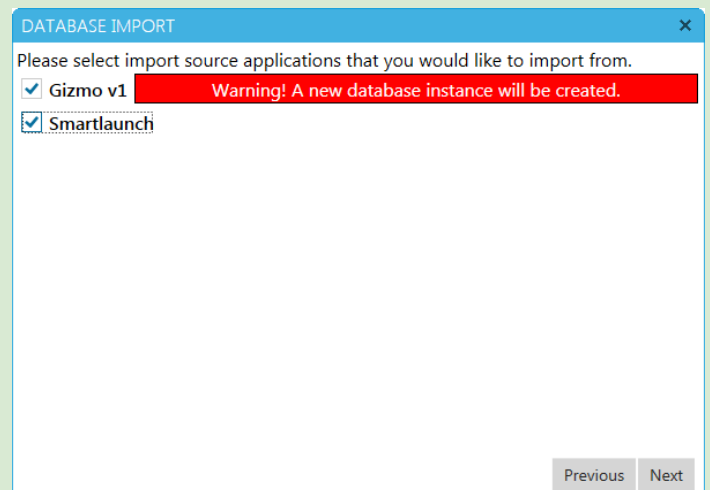 DATABASE IMPORT
Please select import source applications that you would like to import from.
Gizmo v1 Warning! A new database instance will be created.
Smartlaunch
Previous Next